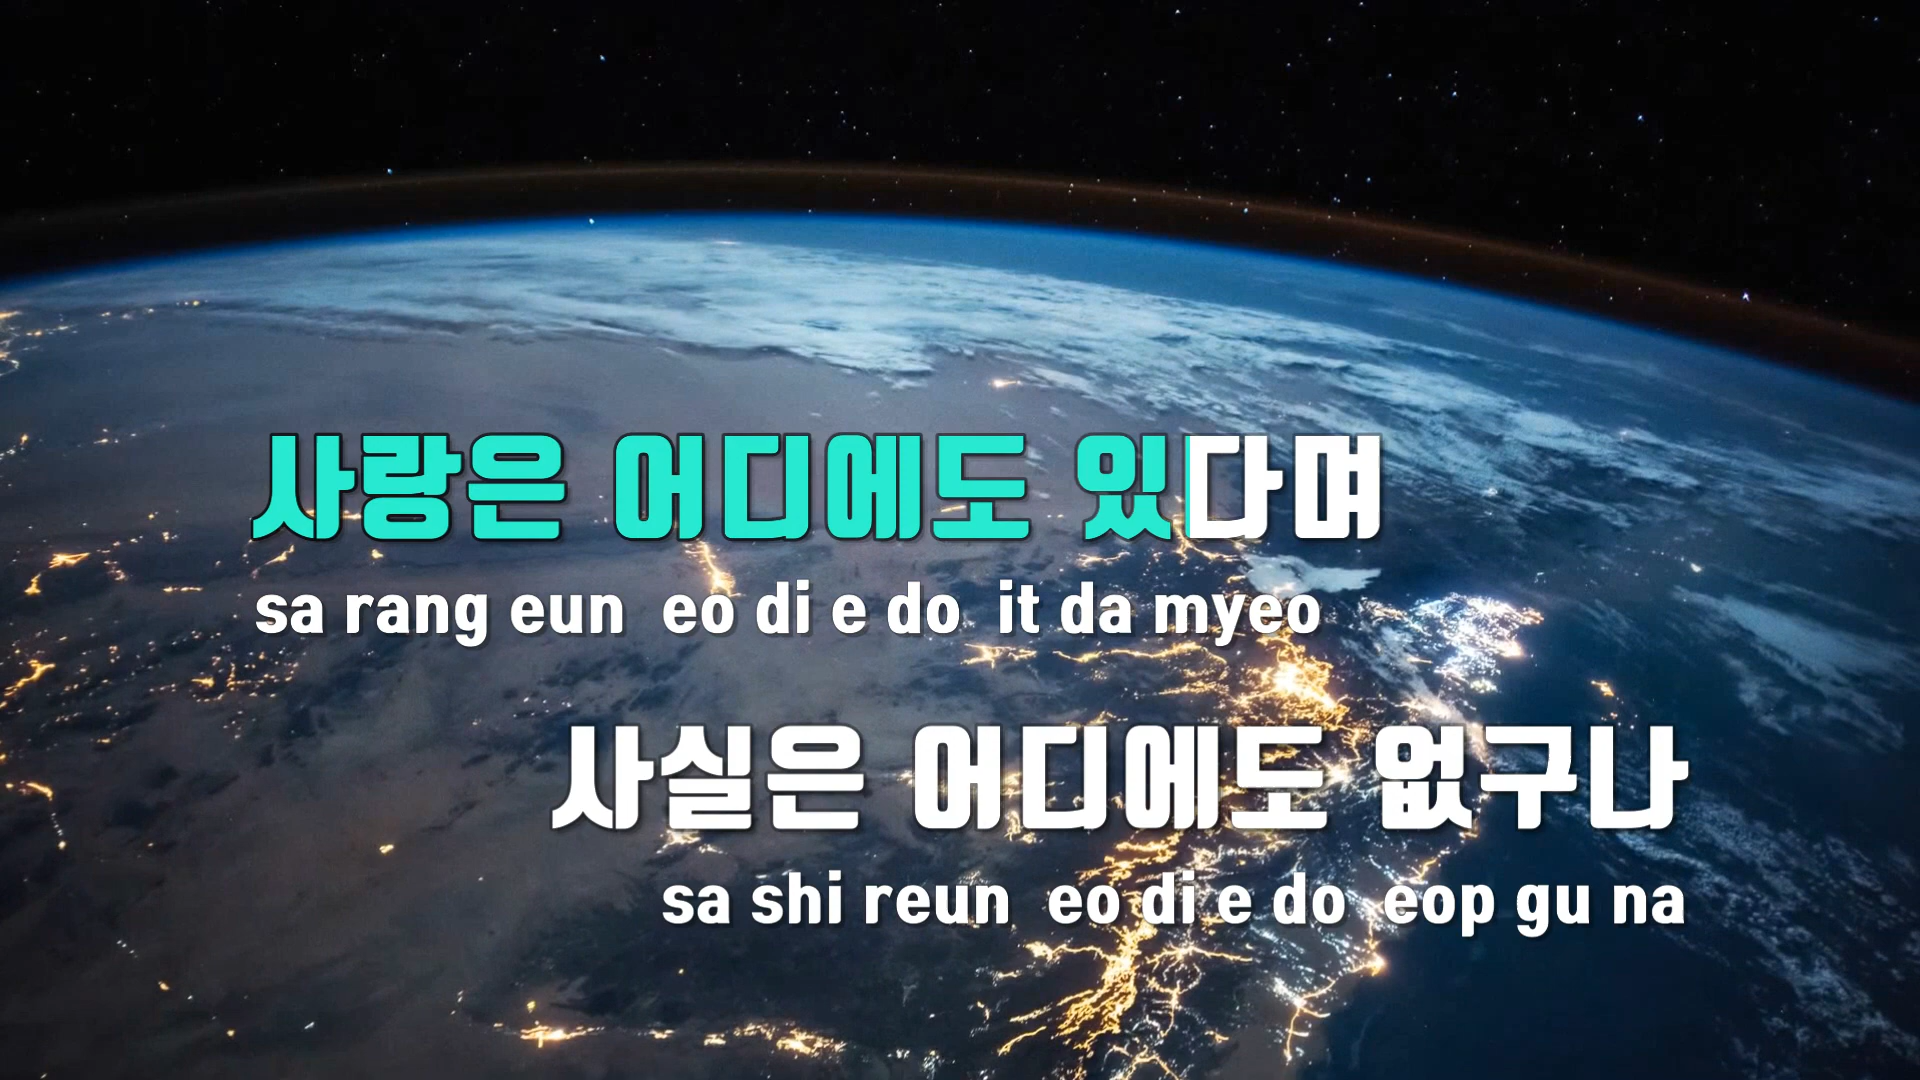 사랑은 어디에도 있다며
sa rang eun eo di e do it da myeo
사실은 어디에도 없구나
sa shi reun eo di e do eop gu na